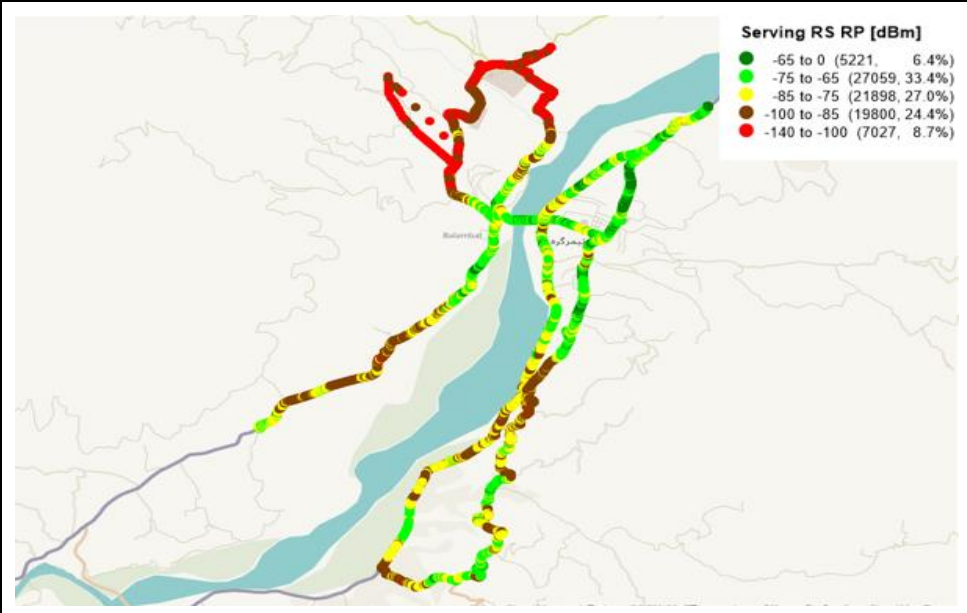 Serving RS RP [dBm]
-65 to 0 (5221, 6.4%)
-75 to -65 (27059, 33.4%)
-85 to -75 (21898, 27.0%)
-100 to -85 (19800, 24.4%)
-140 to -100 (7027, 8.7%)
Balambat
تیمرگرہ